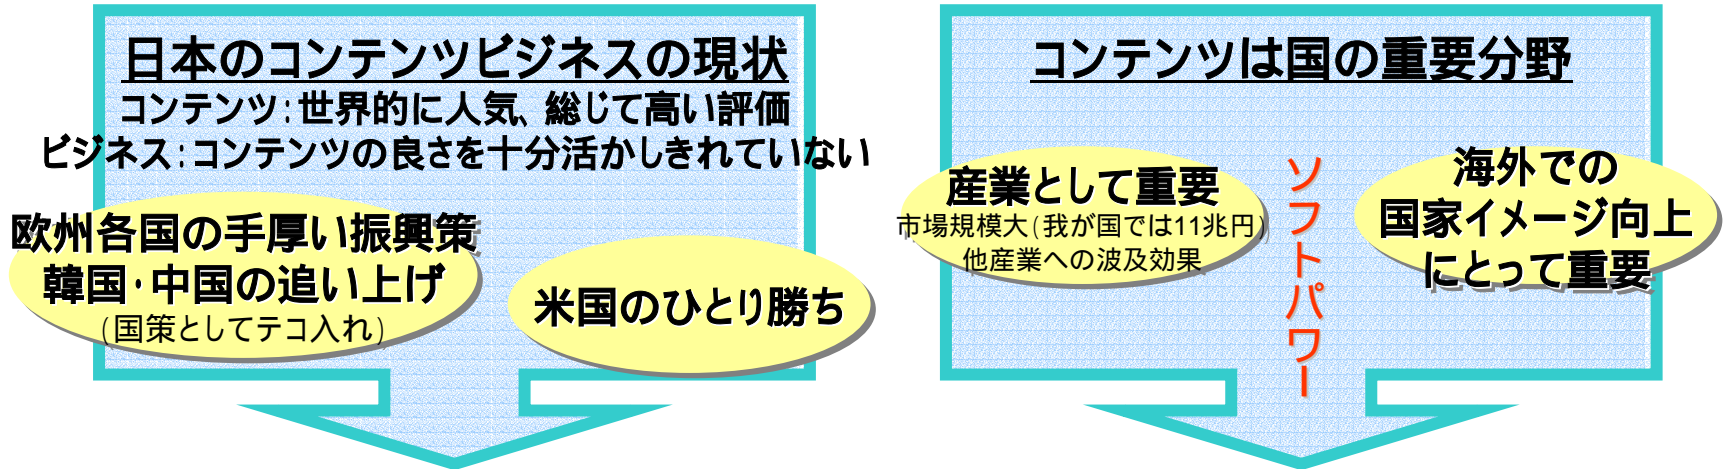 日本のコンテンツビジネスの現状
コンテンツ：世界的に人気、総じて高い評価
ビジネス：コンテンツの良さを十分活かしきれていない
欧州各国の手厚い振興策
韓国・中国の追い上げ
(国策としてテコ入れ)
米国のひとり勝ち
コンテンツは国の重要分野
産業として重要
市場規模大(我が国では11兆円)
他産業への波及効果
ソフトパワー
海外での
国家イメージ向上
にとって重要